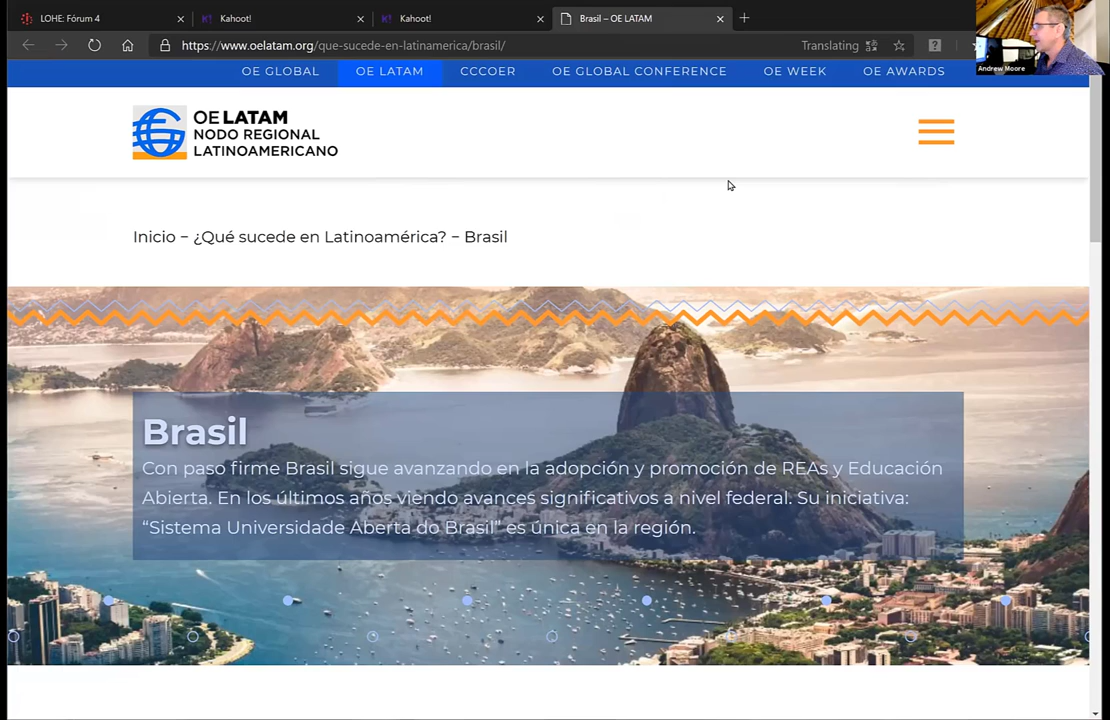 LOHE: Fórum 4
Kahoot!
Kahoot!
Brasil – OE LATAM
https://www.oelatam.org/que-sucede-en-latinamerica/brasil/
Translating
Andrew Moore
OE GLOBAL
OE LATAM
CCCOER
OE GLOBAL CONFERENCE
OE WEEK
OE AWARDS
OE LATAM
NODO REGIONAL
LATINOAMERICANO
Inicio – ¿Qué sucede en Latinoamérica? – Brasil
Brasil
Con paso firme Brasil sigue avanzando en la adopción y promoción de REAs y Educación
Abierta. En los últimos años viendo avances significativos a nivel federal. Su iniciativa:
“Sistema Universidade Aberta do Brasil” es única en la región.